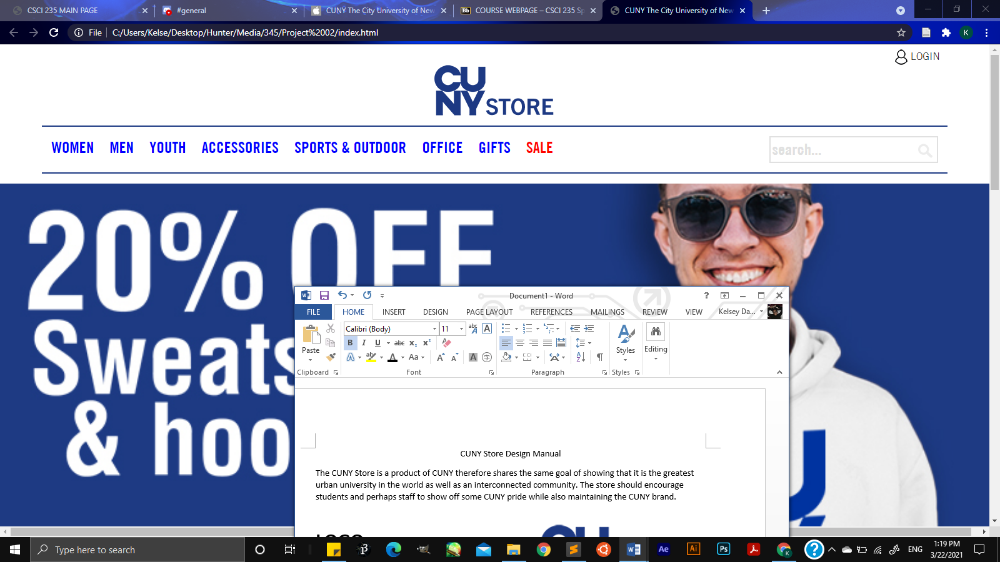 CSCI 235 MAIN PAGE
#general
CUNY The City University of New
Bb
COURSE WEBPAGE – CSCI 235 Sp
CUNY The City University of New
File
C:/Users/Kelse/Desktop/Hunter/Media/345/Project%2002/index.html
K
LOGIN
CU
NY STORE
WOMEN MEN YOUTH ACCESSORIES SPORTS & OUTDOOR OFFICE GIFTS SALE
search...
20% OFF
Sweats
& hoo
Document1 - Word
FILE HOME INSERT DESIGN PAGE LAYOUT REFERENCES MAILINGS REVIEW VIEW Kelsey Da...
Calibri (Body) 11
Paste
Styles
Editing
Clipboard Font Paragraph Styles
CUNY Store Design Manual
The CUNY Store is a product of CUNY therefore shares the same goal of showing that it is the greatest
urban university in the world as well as an interconnected community. The store should encourage
students and perhaps staff to show off some CUNY pride while also maintaining the CUNY brand.
Type here to search
Ae
Ai
Ps
ENG
1:19 PM
3/22/2021